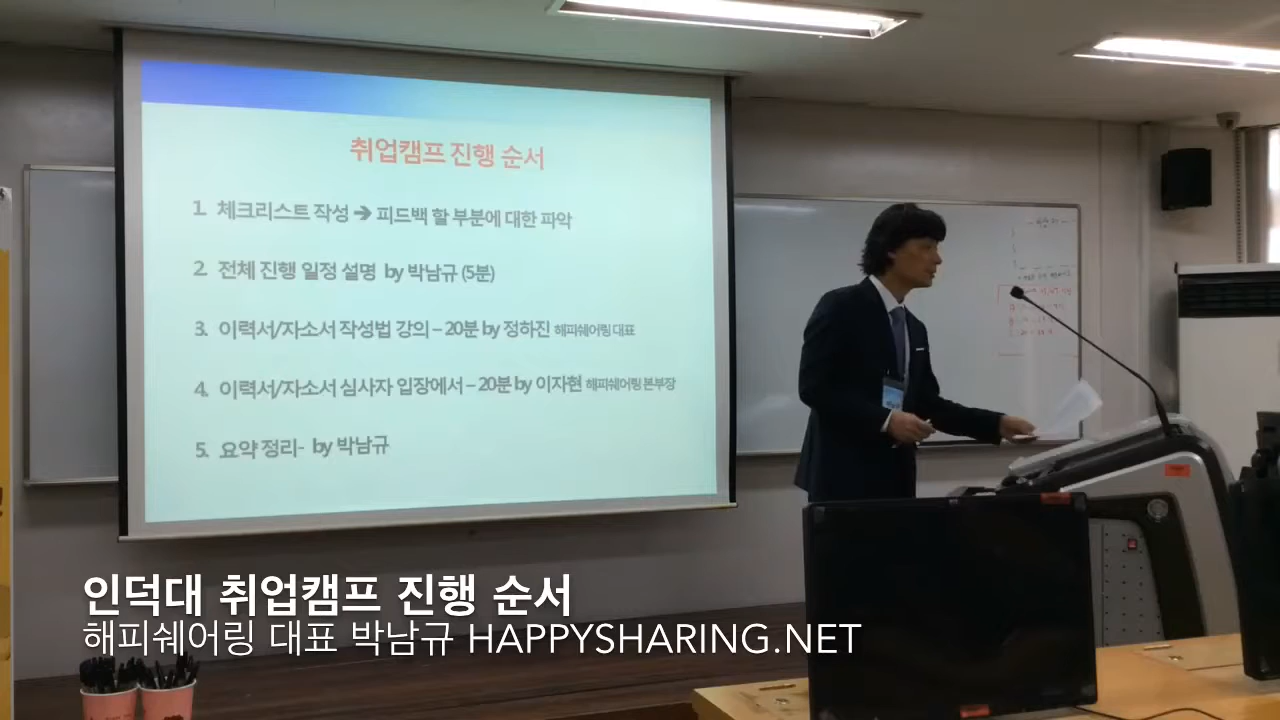 취업캠프 진행 순서
1. 체크리스트 작성 ➔ 피드백 할 부분에 대한 파악
2. 전체 진행 일정 설명 by 박남규 (5분)
3. 이력서/자소서 작성법 강의 – 20분 by 정하진 해피쉐어링 대표
4. 이력서/자소서 심사자 입장에서 – 20분 by 이자현 해피쉐어링 본부장
5. 요약 정리- by 박남규
인덕대 취업캠프 진행 순서
해피쉐어링 대표 박남규 HAPPYSHARING.NET